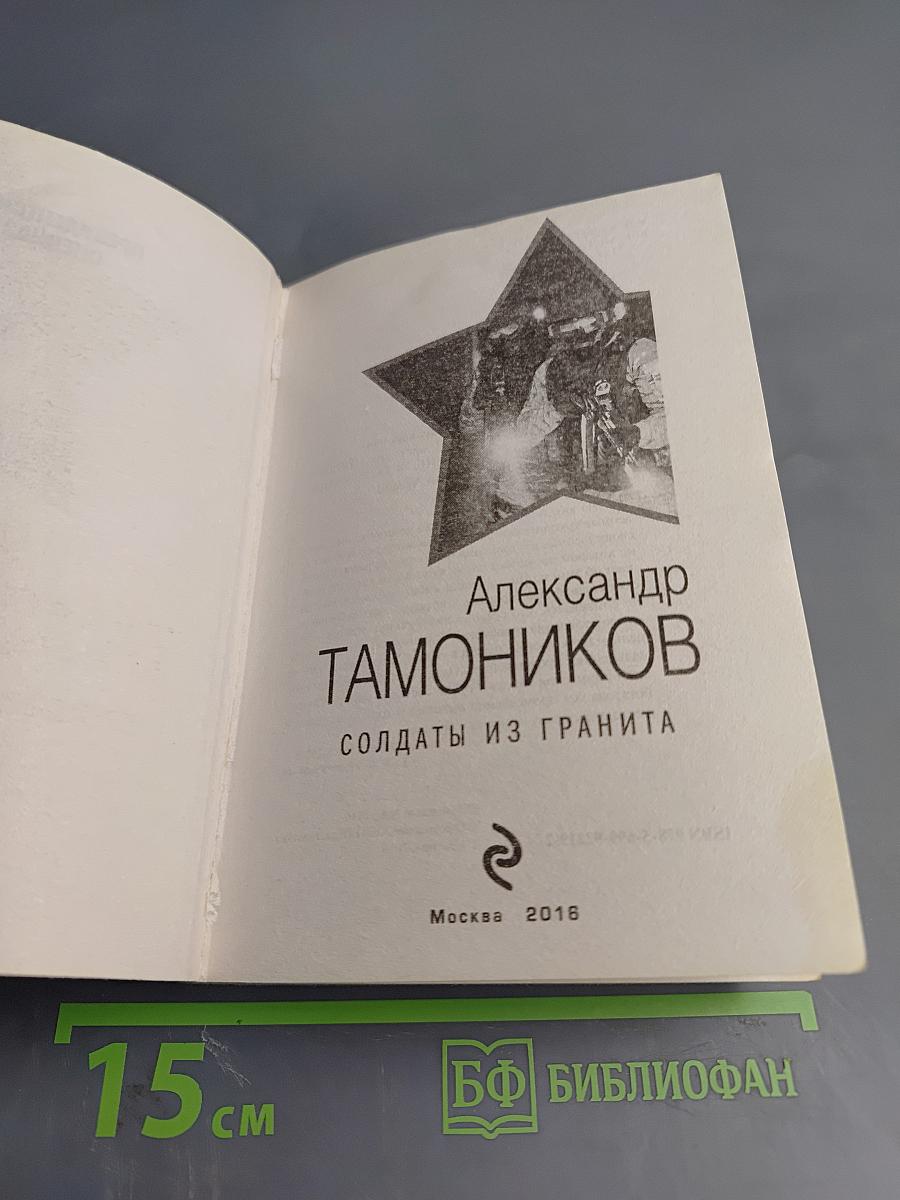 Александр
ТАМОНИКОВ
СОЛДАТЫ ИЗ ГРАНИТА
Москва 2016
15 см
БФ БИБЛИОФАН